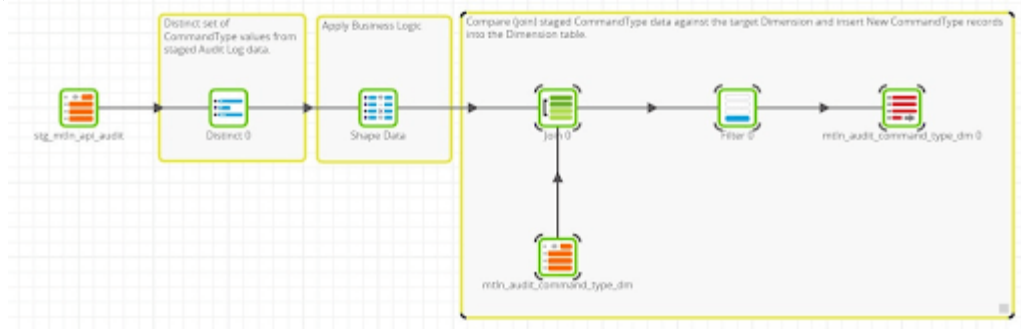 Distinct set of
CommandType values from
staged Audit Log data.
Apply Business Logic
Compare (join) staged CommandType data against the target Dimension and insert New CommandType records
into the Dimension table.
stg_mtln_api_audit
Distinct 0
Shape Data
Join 0
Filter 0
mtln_audit_command_type_dm 0
mtln_audit_command_type_dm